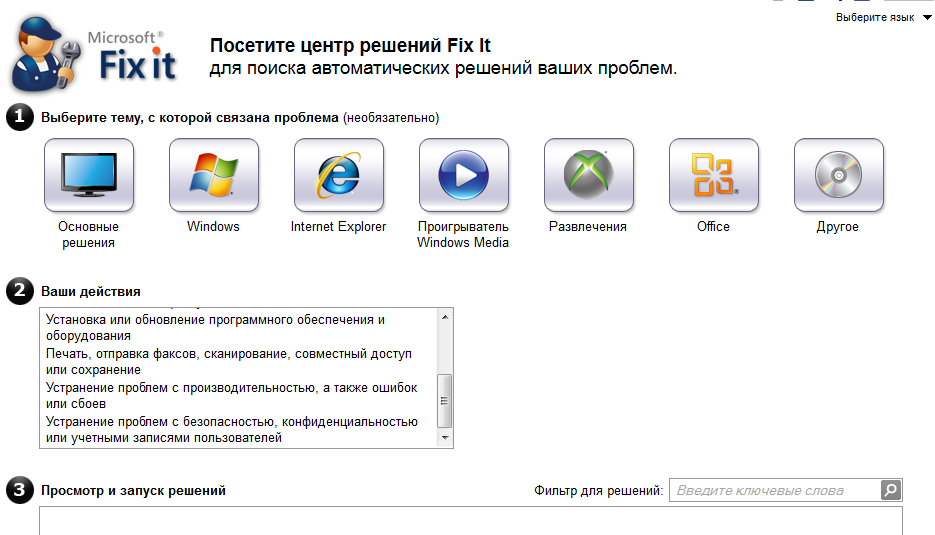 Выберите язык
Microsoft®
Fix it
Посетите центр решений Fix It
для поиска автоматических решений ваших проблем.
1 Выберите тему, с которой связана проблема (необязательно)
Основные решения
Windows
Internet Explorer
Проигрыватель Windows Media
Развлечения
Office
Другое
2 Ваши действия
Установка или обновление программного обеспечения и
оборудования
Печать, отправка факсов, сканирование, совместный доступ
или сохранение
Устранение проблем с производительностью, а также ошибок
или сбоев
Устранение проблем с безопасностью, конфиденциальностью
или учетными записями пользователей
3 Просмотр и запуск решений
Фильтр для решений: Введите ключевые слова